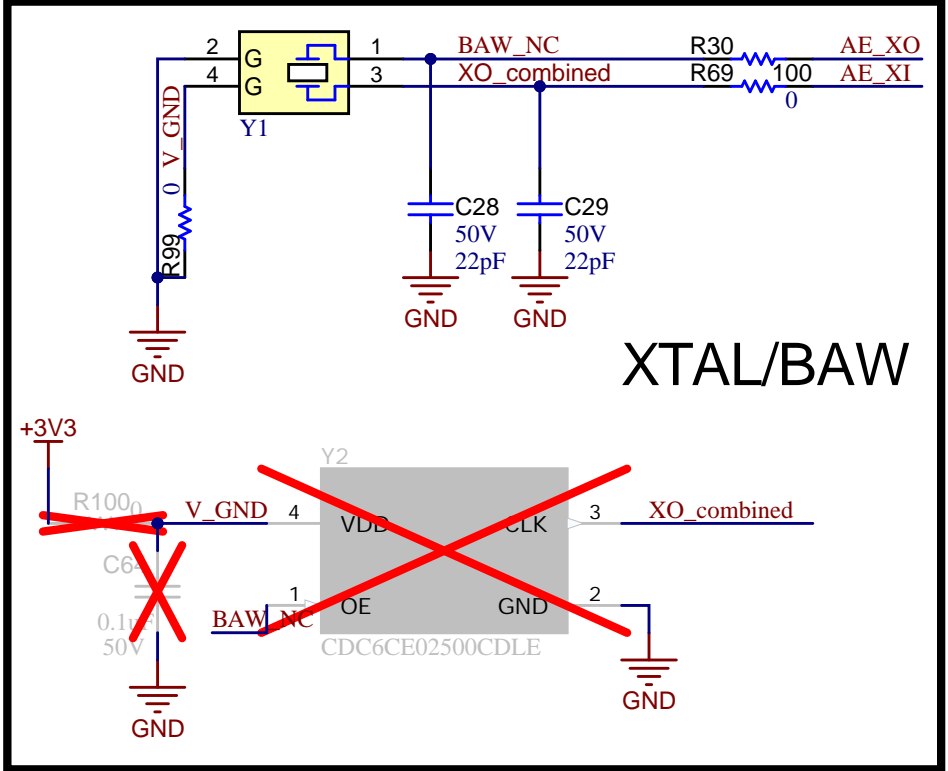 2 G 1 BAW_NC R30 AE_XO
4 G 3 XO_combined R69 100 AE_XI
0
Y1
0 V_GND
R99
C28
50V
22pF
C29
50V
22pF
GND
GND
GND
XTAL/BAW
+3V3
Y2
R100 0 V_GND 4 VDD CLK 3 XO_combined
C64
0.1uF
50V
1 OE GND 2
BAW_NC
CDC6CE02500CDLE
GND
GND